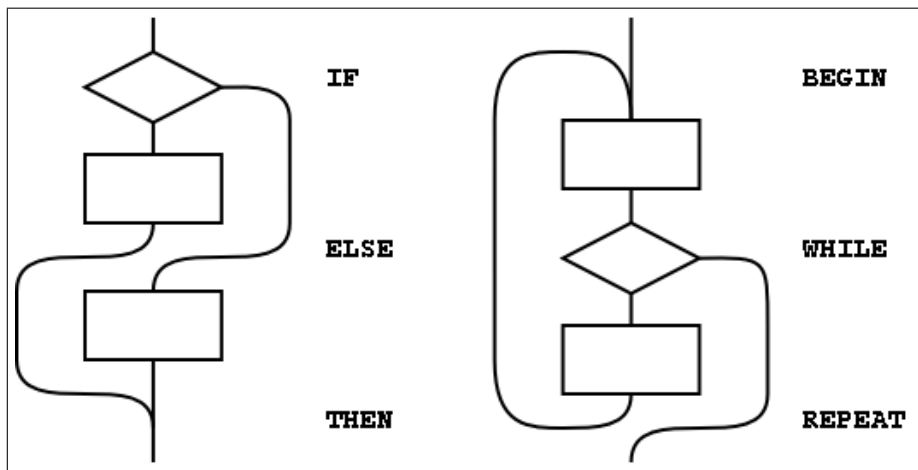 IF
ELSE
THEN
BEGIN
WHILE
REPEAT